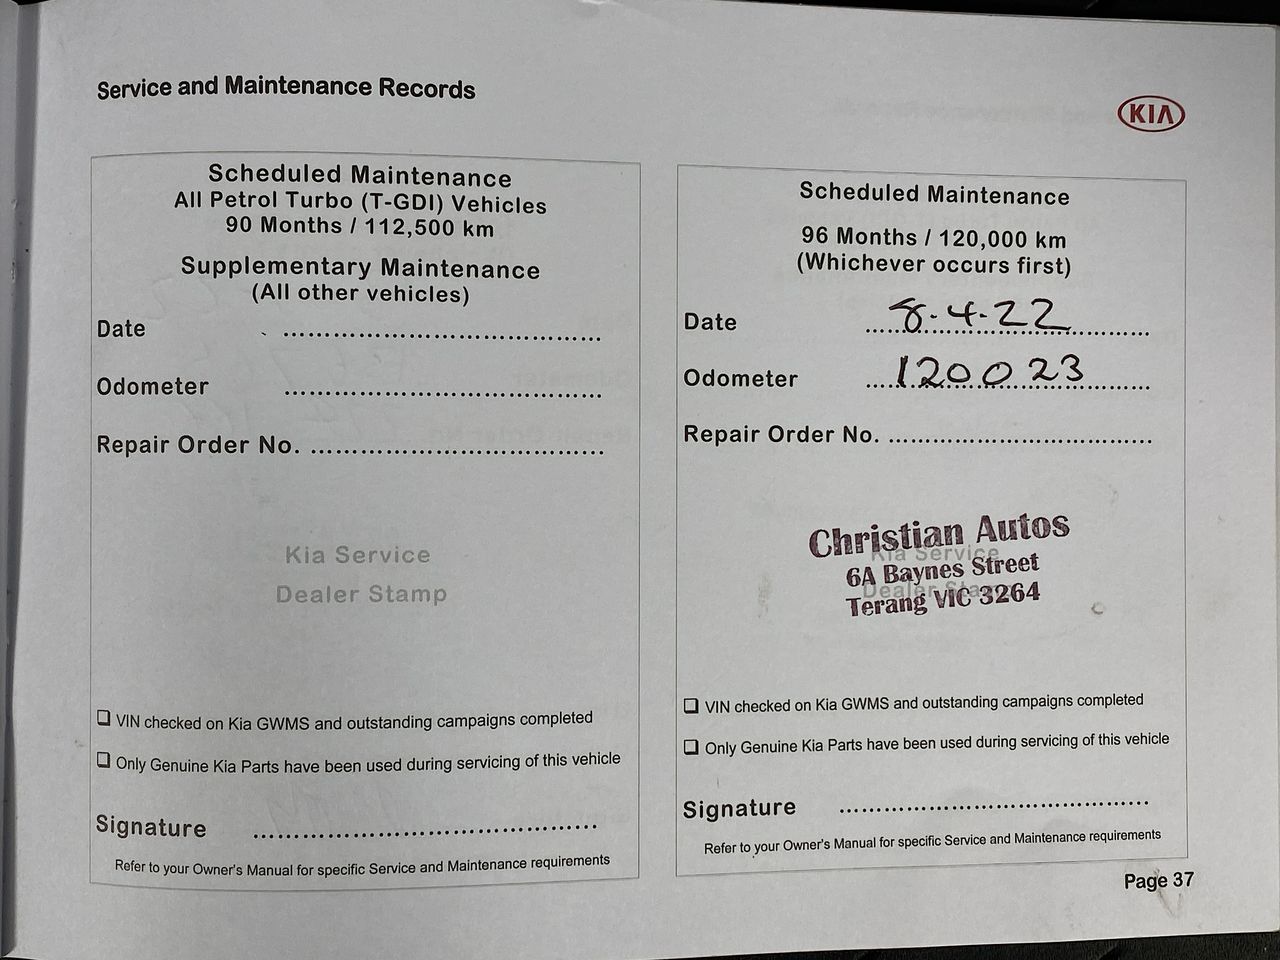 Service and Maintenance Records
KIA
Scheduled Maintenance
All Petrol Turbo (T-GDI) Vehicles
90 Months / 112,500 km
Supplementary Maintenance
(All other vehicles)
Date ........................................
Odometer ........................................
Repair Order No. ....................................
Kia Service
Dealer Stamp
❑ VIN checked on Kia GWMS and outstanding campaigns completed
❑ Only Genuine Kia Parts have been used during servicing of this vehicle
Signature ...........................................
Refer to your Owner's Manual for specific Service and Maintenance requirements
Scheduled Maintenance
96 Months / 120,000 km
(Whichever occurs first)
Date 8-4-22
Odometer 120023
Repair Order No. .................................
Christian Autos
Kia Service
6A Baynes Street
Dealer Stamp
Terang VIC 3264
❑ VIN checked on Kia GWMS and outstanding campaigns completed
❑ Only Genuine Kia Parts have been used during servicing of this vehicle
Signature .......................................
Refer to your Owner's Manual for specific Service and Maintenance requirements
Page 37